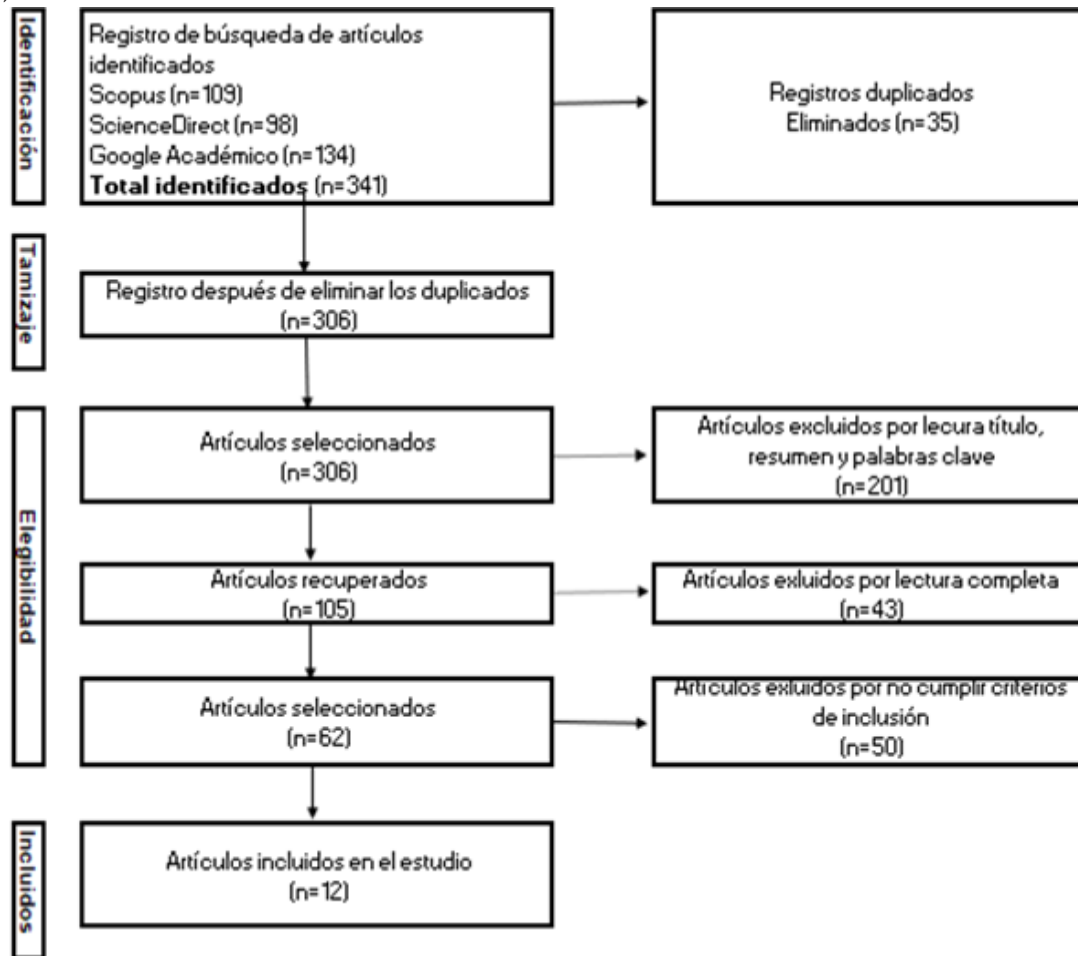 Identificación
Registro de búsqueda de artículos
identificados
Scopus (n=109)
ScienceDirect (n=98)
Google Académico (n=134)
Total identificados (n=341)
Registros duplicados
Eliminados (n=35)
Tamizaje
Registro después de eliminar los duplicados
(n=306)
Elegibilidad
Artículos seleccionados
(n=306)
Artículos excluidos por lecura título,
resumen y palabras clave
(n=201)
Artículos recuperados
(n=105)
Artículos exluidos por lectura completa
(n=43)
Artículos seleccionados
(n=62)
Artículos exluidos por no cumplir criterios
de inclusión
(n=50)
Incluidos
Artículos incluidos en el estudio
(n=12)